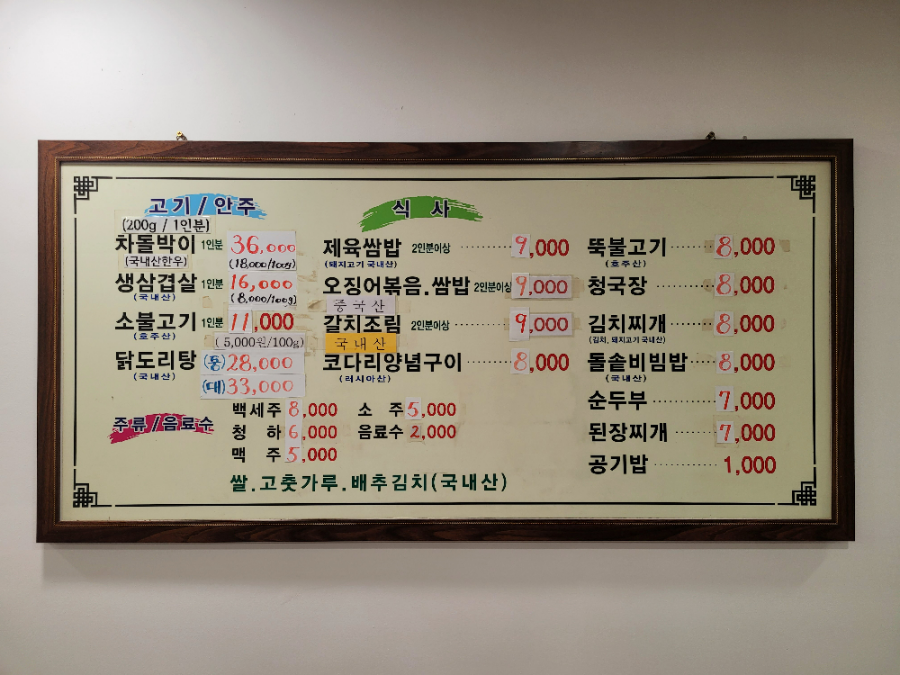 고기/안주
(200g / 1인분)
차돌박이 1인분 36,000
(국내산한우) (18,000/100g)
생삼겹살 1인분 16,000
(국내산) (8,000/100g)
소불고기 1인분 11,000
(호주산) (5,000원/100g)
닭도리탕 (통) 28,000
(국내산) (대) 33,000
식 사
제육쌈밥 2인분이상 ········· 9,000
(돼지고기 국내산)
오징어볶음.쌈밥 2인분이상 9,000
중국산
갈치조림 2인분이상 ········· 9,000
국내산
코다리양념구이 ········· 8,000
(러시아산)
뚝불고기 ········· 8,000
(호주산)
청국장 ········· 8,000
김치찌개 ········· 8,000
(김치, 돼지고기 국내산)
돌솥비빔밥 ········· 8,000
(국내산)
순두부 ········· 7,000
된장찌개 ········· 7,000
공기밥 ········· 1,000
주류/음료수
백세주 8,000 소 주 5,000
청 하 6,000 음료수 2,000
맥 주 5,000
쌀.고춧가루.배추김치(국내산)